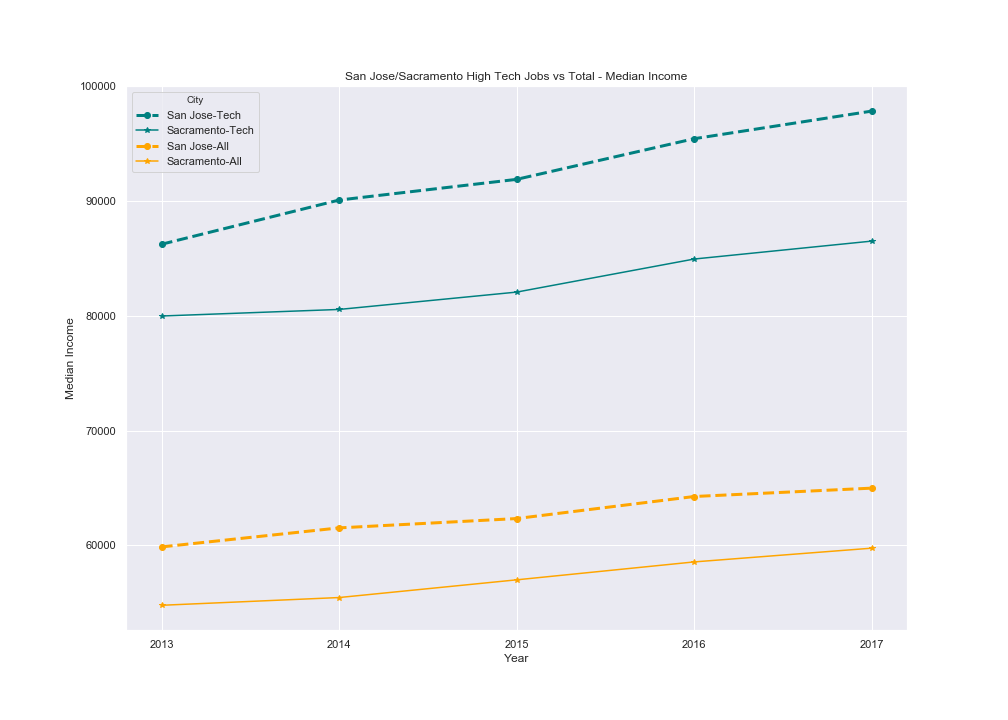 San Jose/Sacramento High Tech Jobs vs Total - Median Income
100000
90000
80000
70000
60000
Median Income
City
San Jose-Tech
Sacramento-Tech
San Jose-All
Sacramento-All
2013 2014 2015 2016 2017
Year